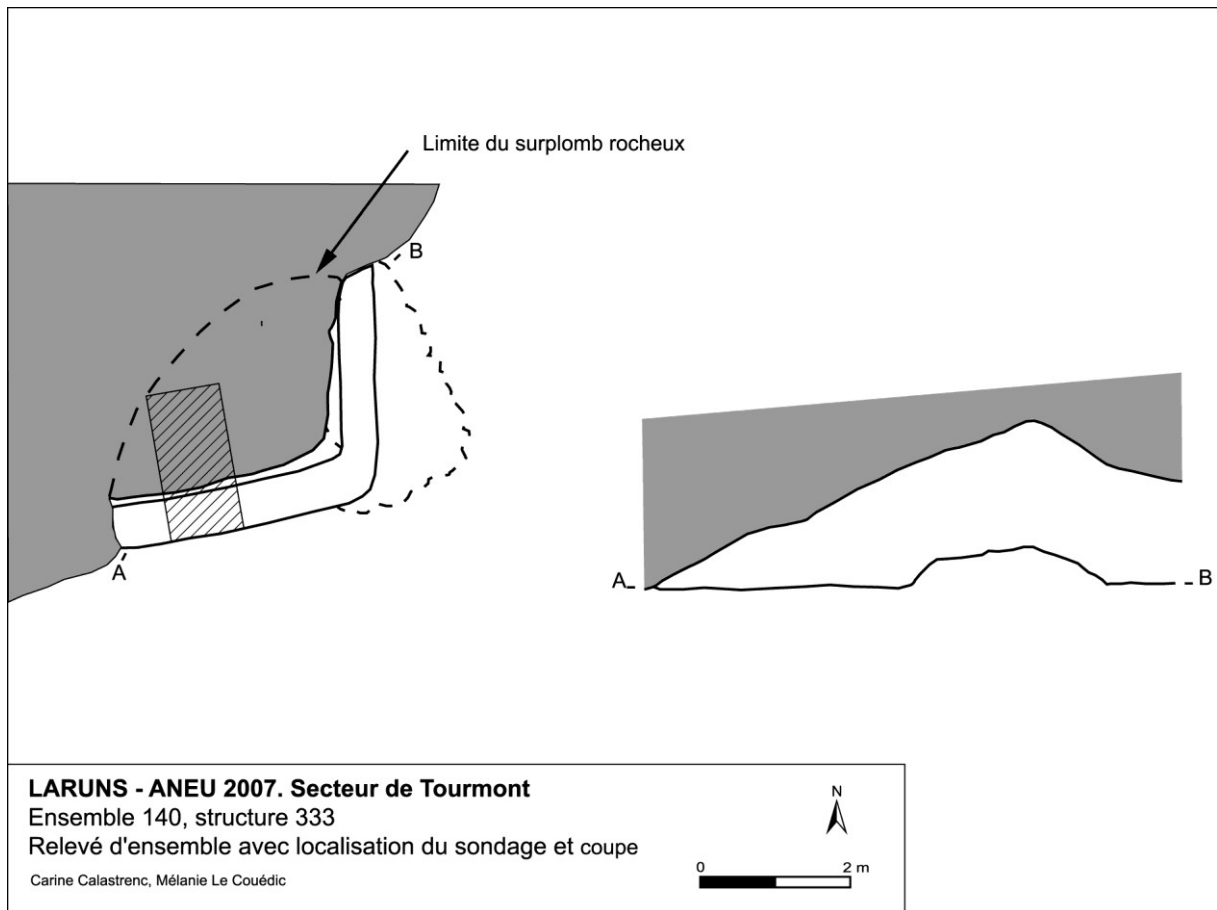 Limite du surplomb rocheux
B
A
A
B
LARUNS - ANEU 2007. Secteur de Tourmont
Ensemble 140, structure 333
Relevé d'ensemble avec localisation du sondage et coupe
Carine Calastrenc, Mélanie Le Couédic
N
0 2 m